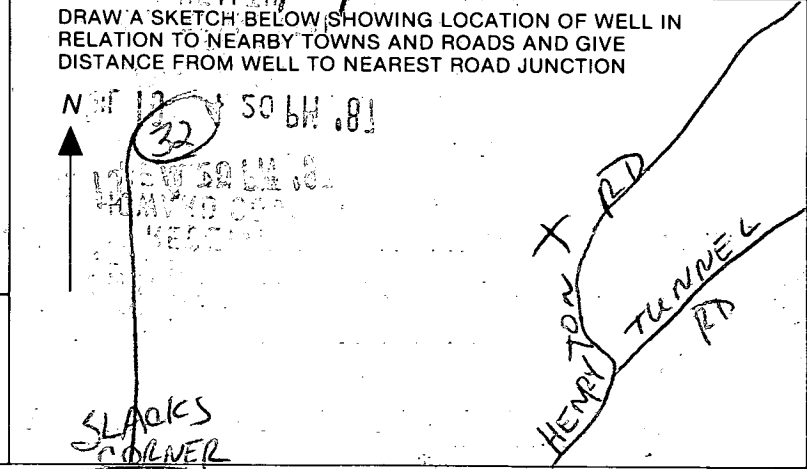 DRAW A SKETCH BELOW SHOWING LOCATION OF WELL IN
RELATION TO NEARBY TOWNS AND ROADS AND GIVE
DISTANCE FROM WELL TO NEAREST ROAD JUNCTION
N
32
X
HENRYTON RD
TUNNEL
RD
SLACKS
CORNER